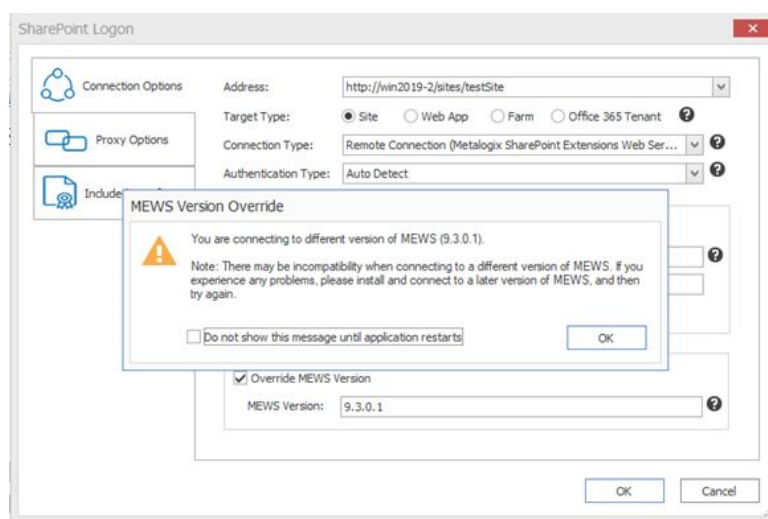 SharePoint Logon
Connection Options
Proxy Options
Include
Address:
http://win2019-2/sites/testSite
Target Type:
Site
Web App
Farm
Office 365 Tenant
Connection Type:
Remote Connection (Metalogix SharePoint Extensions Web Ser...
Authentication Type:
Auto Detect
MEWS Version Override
You are connecting to different version of MEWS (9.3.0.1).
Note: There may be incompatibility when connecting to a different version of MEWS. If you
experience any problems, please install and connect to a later version of MEWS, and then
try again.
Do not show this message until application restarts
OK
Override MEWS Version
MEWS Version:
9.3.0.1
OK
Cancel